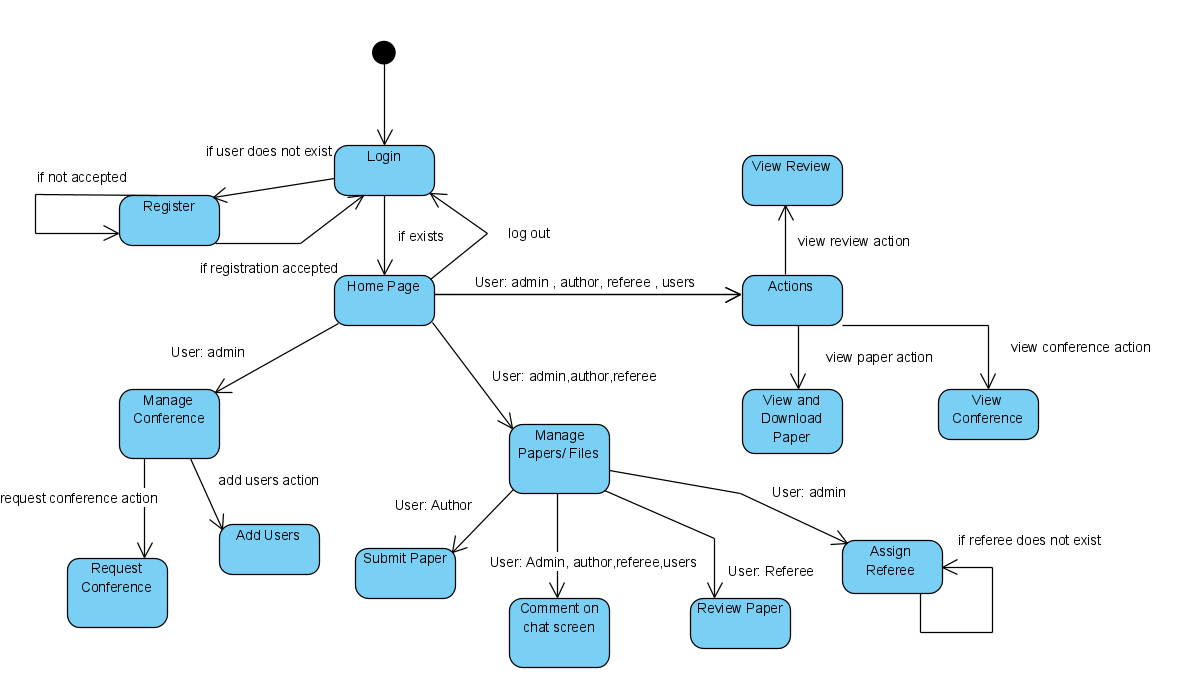 if user does not exist
Login
View Review
if not accepted
Register
if exists
log out
view review action
if registration accepted
Home Page
User: admin , author, referee , users
Actions
User: admin
view paper action
view conference action
User: admin,author,referee
Manage
Conference
View and
Download
Paper
View
Conference
Manage
Papers/ Files
request conference action
add users action
User: Author
User: admin
Add Users
if referee does not exist
Submit Paper
User: Admin, author,referee,users
User: Referee
Assign
Referee
Request
Conference
Comment on
chat screen
Review Paper